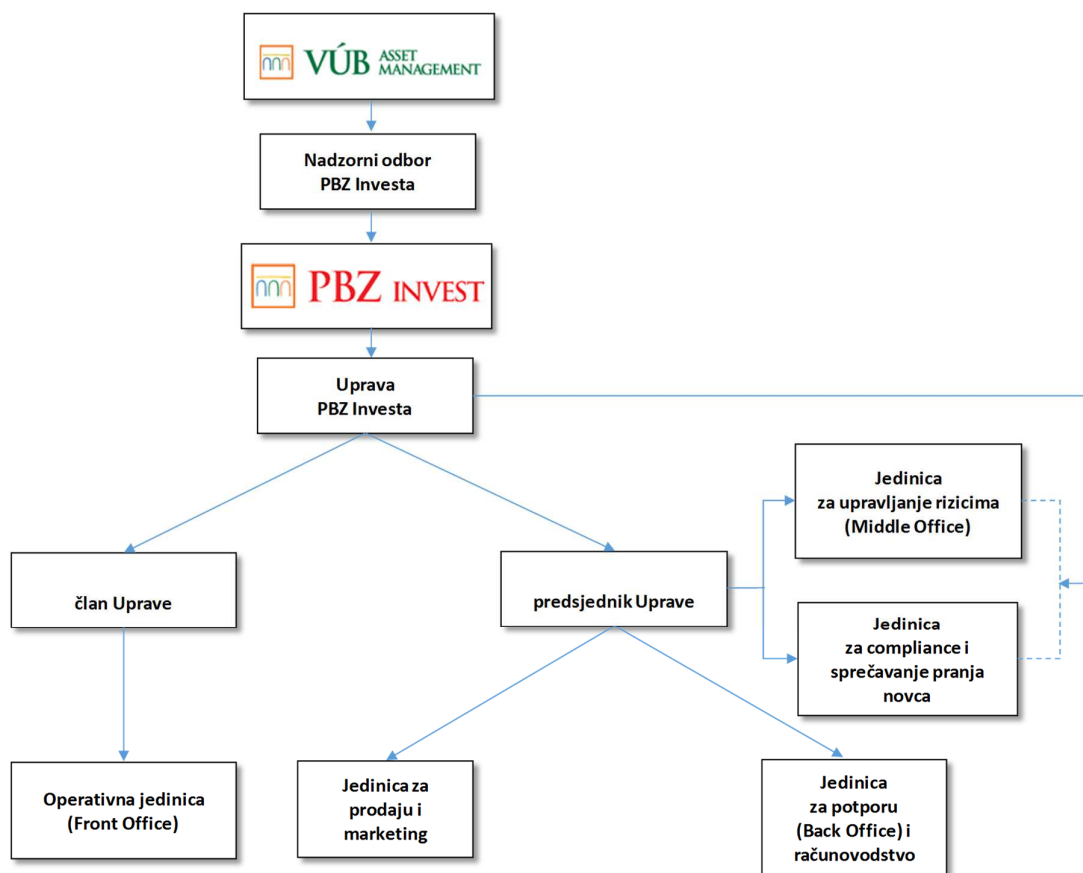 VÚB ASSET MANAGEMENT
Nadzorni odbor
PBZ Investa
PBZ INVEST
Uprava
PBZ Investa
Jedinica
za upravljanje rizicima
(Middle Office)
član Uprave
predsjednik Uprave
Jedinica
za compliance i
sprečavanje pranja
novca
Operativna jedinica
(Front Office)
Jedinica za
prodaju i
marketing
Jedinica
za potporu
(Back Office) i
računovodstvo